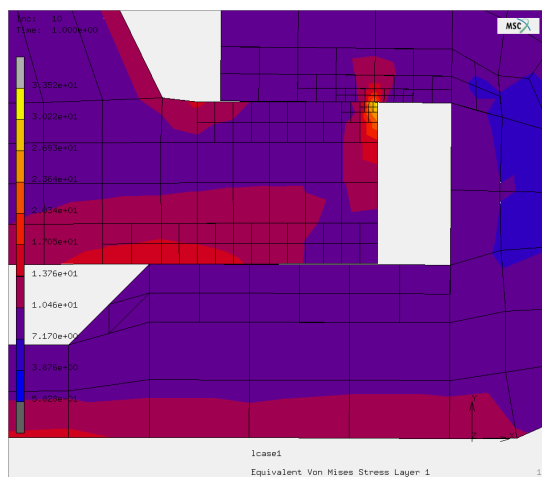 Inc: 10
Time: 1.000e+00
MSC
3.352e+01
3.022e+01
2.693e+01
2.364e+01
2.034e+01
1.705e+01
1.376e+01
1.046e+01
7.170e+00
3.876e+00
Y
Z X
lcase1
Equivalent Von Mises Stress Layer 1
1